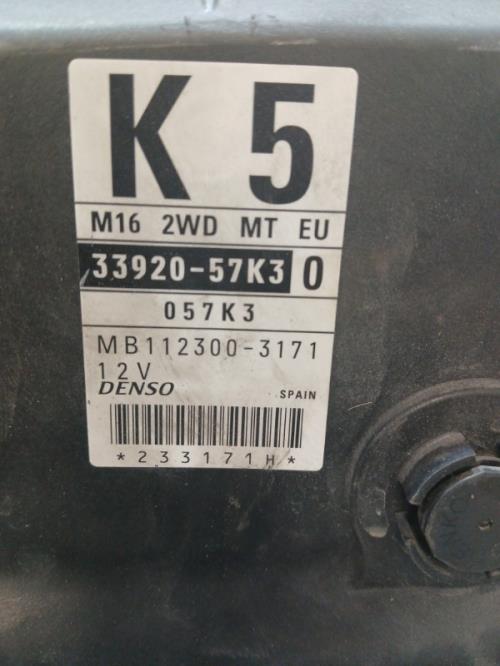 K 5
M16 2WD MT EU
33920-57K3 0
057K3
MB112300-3171
12V
DENSO SPAIN
*233171H*